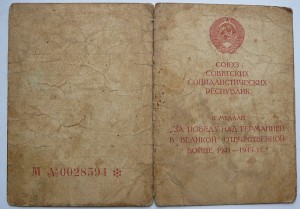 М № 0028594 *
СОЮЗ
СОВЕТСКИХ
СОЦИАЛИСТИЧЕСКИХ
РЕСПУБЛИК
К МЕДАЛИ
„ЗА ПОБЕДУ НАД ГЕРМАНИЕЙ
В ВЕЛИКОЙ ОТЕЧЕСТВЕННОЙ
ВОЙНЕ 1941—1945 гг."